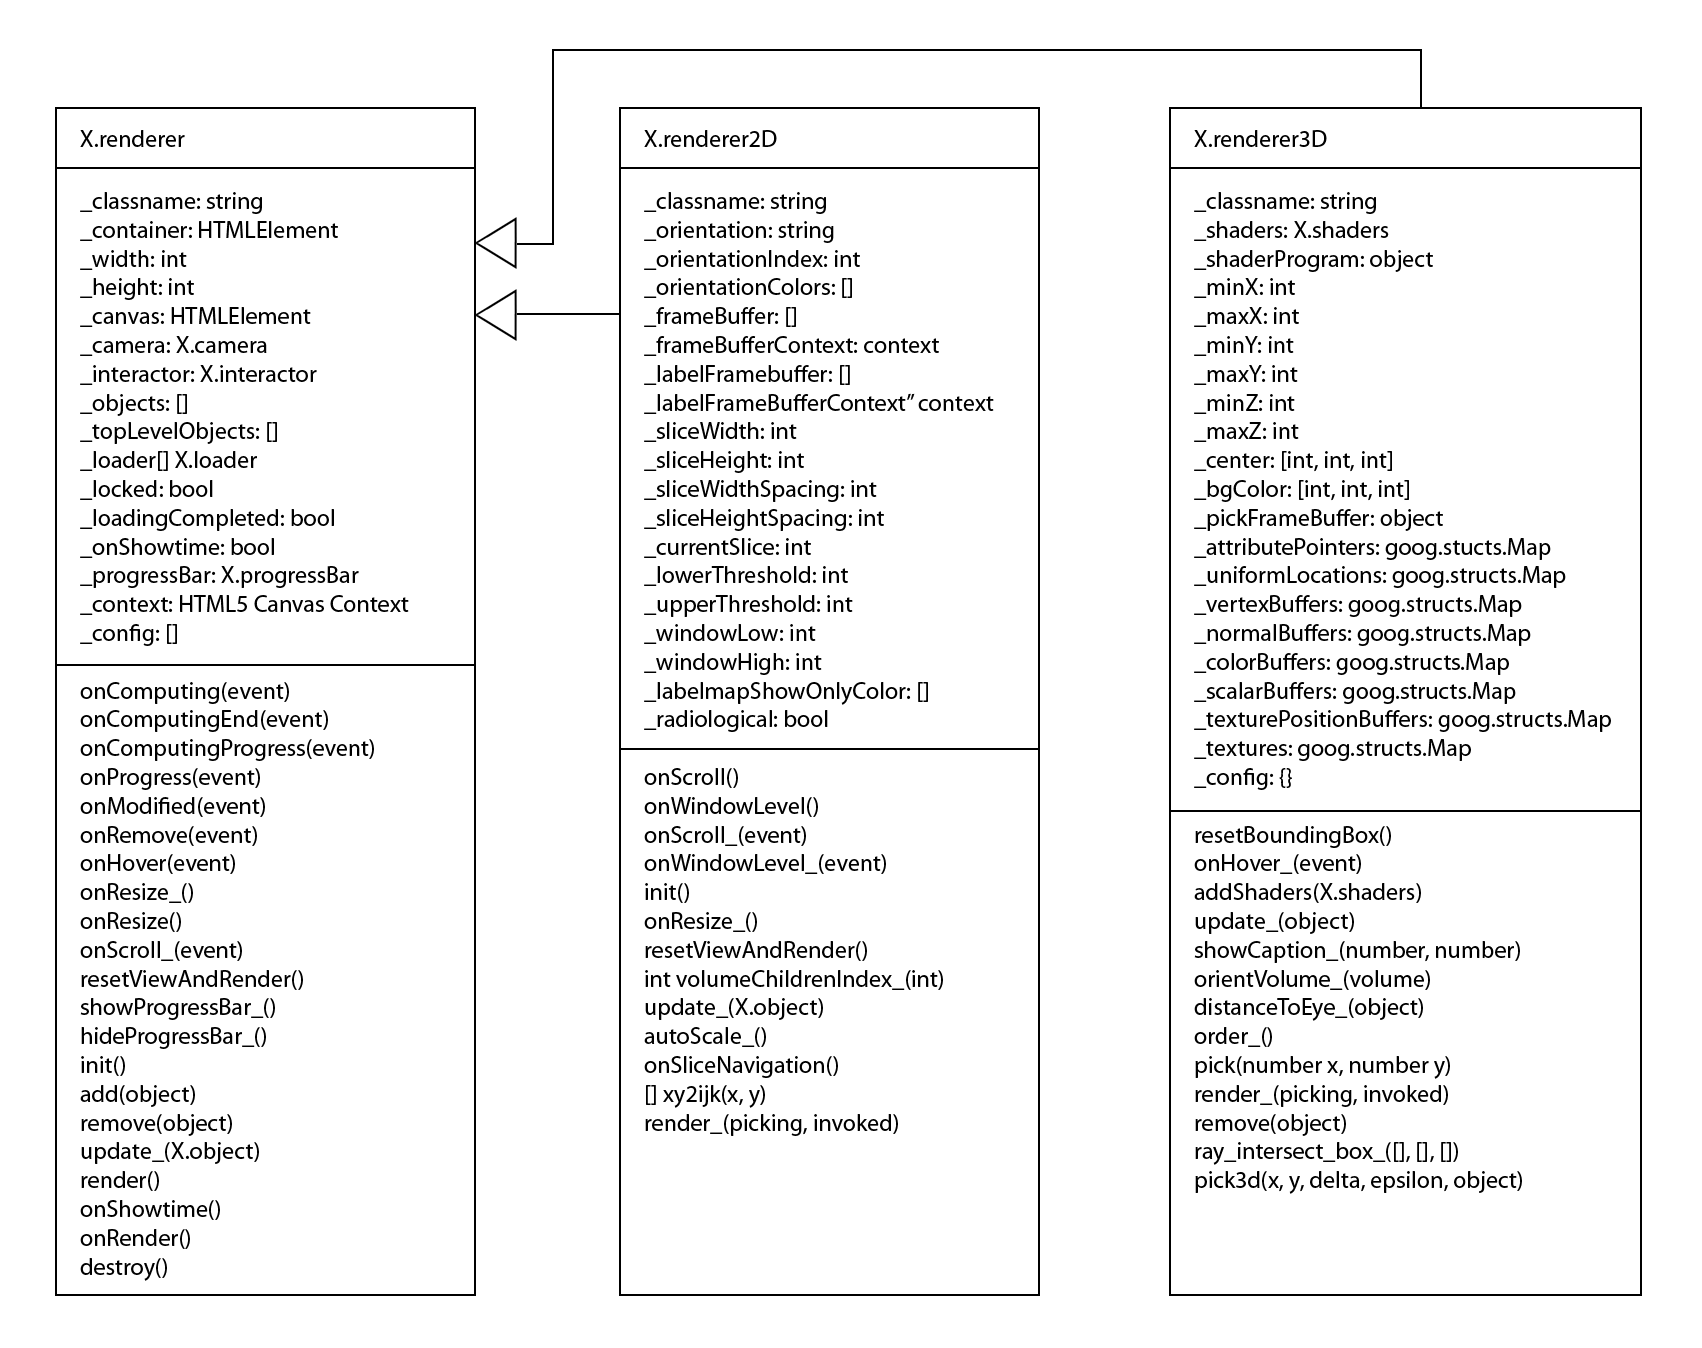 X.renderer
_classname: string
_container: HTMLElement
_width: int
_height: int
_canvas: HTMLElement
_camera: X.camera
_interactor: X.interactor
_objects: []
_topLevelObjects: []
_loader[] X.loader
_locked: bool
_loadingCompleted: bool
_onShowtime: bool
_progressBar: X.progressBar
_context: HTML5 Canvas Context
_config: []
onComputing(event)
onComputingEnd(event)
onComputingProgress(event)
onProgress(event)
onModified(event)
onRemove(event)
onHover(event)
onResize_()
onResize()
onScroll_(event)
resetViewAndRender()
showProgressBar_()
hideProgressBar_()
init()
add(object)
remove(object)
update_(X.object)
render()
onShowtime()
onRender()
destroy()
X.renderer2D
_classname: string
_orientation: string
_orientationIndex: int
_orientationColors: []
_frameBuffer: []
_frameBufferContext: context
_labelFramebuffer: []
_labelFrameBufferContext” context
_sliceWidth: int
_sliceHeight: int
_sliceWidthSpacing: int
_sliceHeightSpacing: int
_currentSlice: int
_lowerThreshold: int
_upperThreshold: int
_windowLow: int
_windowHigh: int
_labelmapShowOnlyColor: []
_radiological: bool
onScroll()
onWindowLevel()
onScroll_(event)
onWindowLevel_(event)
init()
onResize_()
resetViewAndRender()
int volumeChildrenIndex_(int)
update_(X.object)
autoScale_()
onSliceNavigation()
[] xy2ijk(x, y)
render_(picking, invoked)
X.renderer3D
_classname: string
_shaders: X.shaders
_shaderProgram: object
_minX: int
_maxX: int
_minY: int
_maxY: int
_minZ: int
_maxZ: int
_center: [int, int, int]
_bgColor: [int, int, int]
_pickFrameBuffer: object
_attributePointers: goog.stucts.Map
_uniformLocations: goog.structs.Map
_vertexBuffers: goog.structs.Map
_normalBuffers: goog.structs.Map
_colorBuffers: goog.structs.Map
_scalarBuffers: goog.structs.Map
_texturePositionBuffers: goog.structs.Map
_textures: goog.structs.Map
_config: {}
resetBoundingBox()
onHover_(event)
addShaders(X.shaders)
update_(object)
showCaption_(number, number)
orientVolume_(volume)
distanceToEye_(object)
order_()
pick(number x, number y)
render_(picking, invoked)
remove(object)
ray_intersect_box_([], [], [])
pick3d(x, y, delta, epsilon, object)